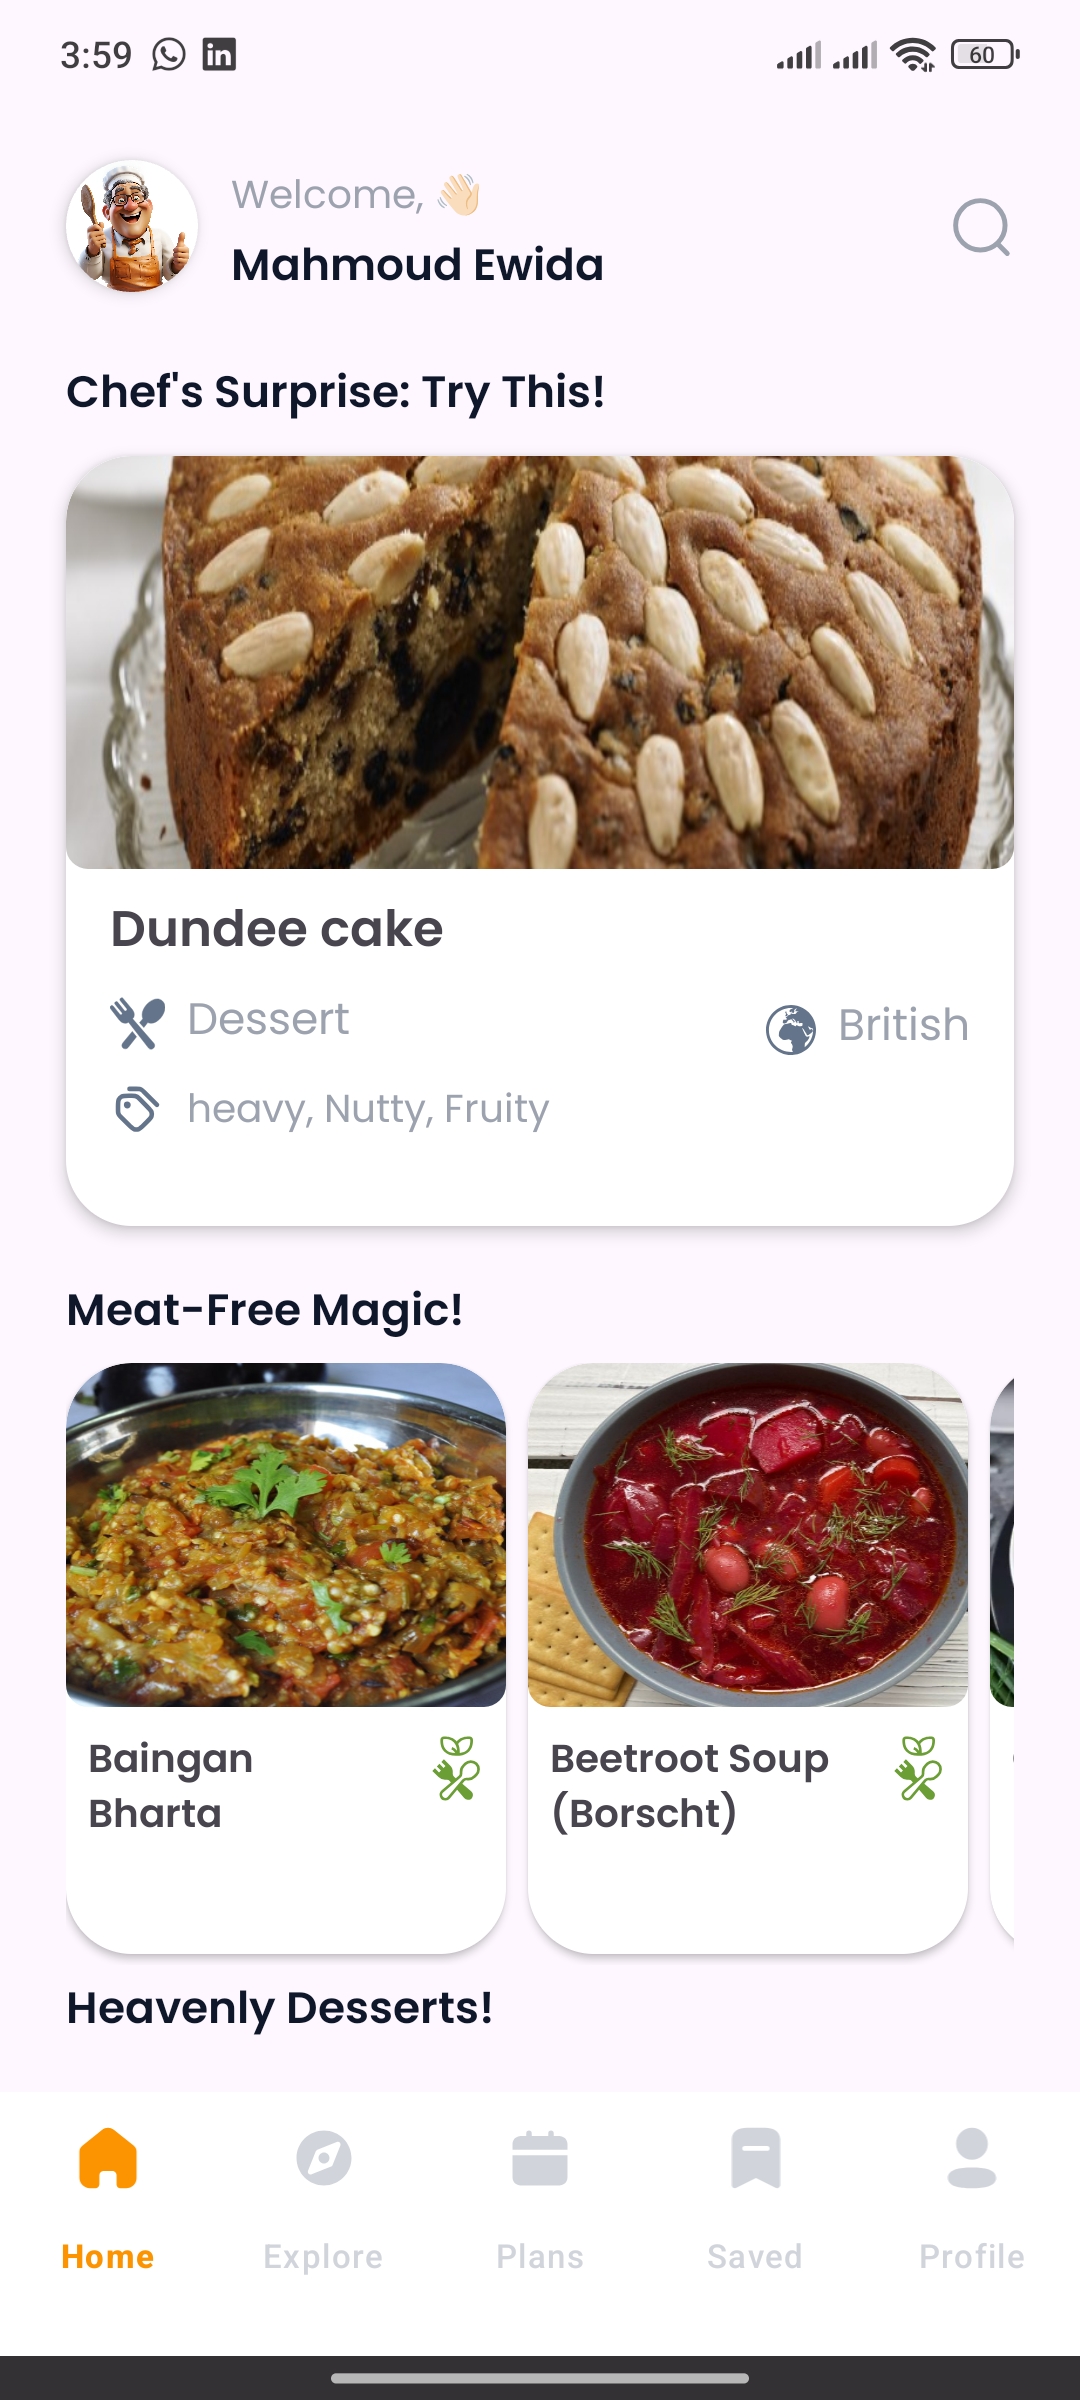 3:59
60
Welcome, 👋🏻
Mahmoud Ewida
Chef's Surprise: Try This!
Dundee cake
Dessert
British
heavy, Nutty, Fruity
Meat-Free Magic!
Baingan
Bharta
Beetroot Soup
(Borscht)
Heavenly Desserts!
Home
Explore
Plans
Saved
Profile